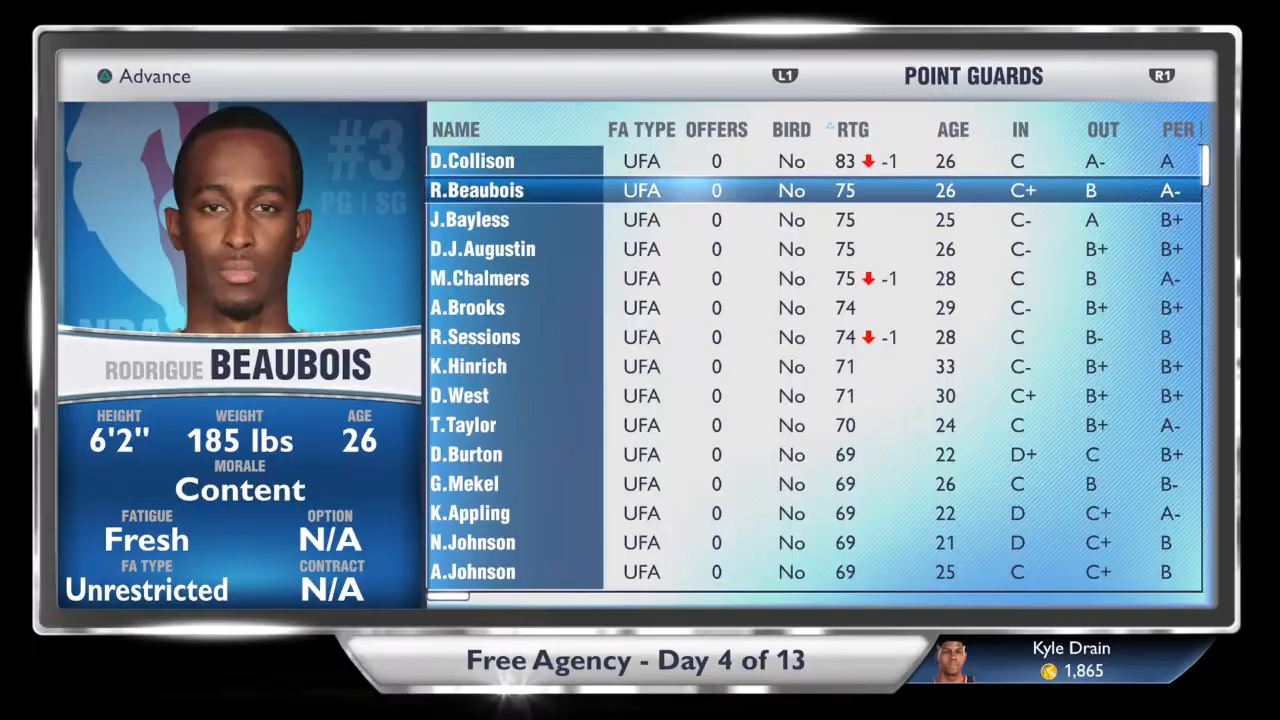 Advance
L1 POINT GUARDS R1
#3
PG | SG
NBA
RODRIGUE BEAUBOIS
HEIGHT WEIGHT AGE
6'2" 185 lbs 26
MORALE
Content
FATIGUE OPTION
Fresh N/A
FA TYPE CONTRACT
Unrestricted N/A
NAME FA TYPE OFFERS BIRD RTG AGE IN OUT PER
D.Collison UFA 0 No 83 -1 26 C A- A
R.Beaubois UFA 0 No 75 26 C+ B A-
J.Bayless UFA 0 No 75 25 C- A B+
D.J.Augustin UFA 0 No 75 26 C- B+ B+
M.Chalmers UFA 0 No 75 -1 28 C B A-
A.Brooks UFA 0 No 74 29 C- B+ B+
R.Sessions UFA 0 No 74 -1 28 C B- B
K.Hinrich UFA 0 No 71 33 C- B+ B+
D.West UFA 0 No 71 30 C+ B+ B+
T.Taylor UFA 0 No 70 24 C B+ A-
D.Burton UFA 0 No 69 22 D+ C B+
G.Mekel UFA 0 No 69 26 C B B-
K.Appling UFA 0 No 69 22 D C+ A-
N.Johnson UFA 0 No 69 21 D C+ B
A.Johnson UFA 0 No 69 25 C C+ B
Free Agency - Day 4 of 13
Kyle Drain
1,865